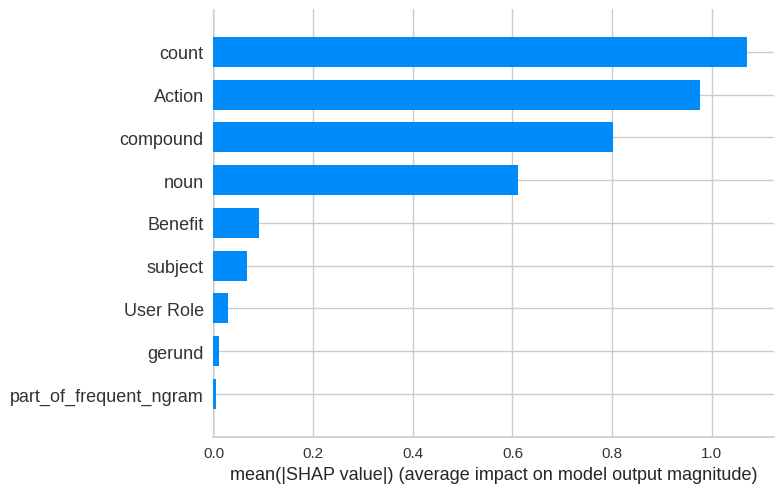 count
Action
compound
noun
Benefit
subject
User Role
gerund
part_of_frequent_ngram
0.0 0.2 0.4 0.6 0.8 1.0
mean(|SHAP value|) (average impact on model output magnitude)